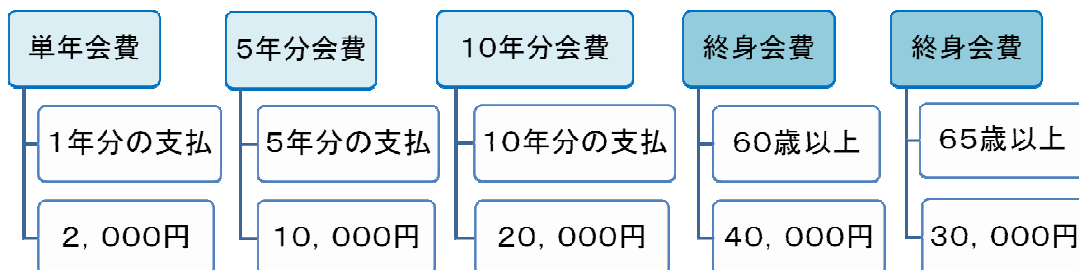 単年会費
1年分の支払
2，000円
5年分会費
5年分の支払
10，000円
10年分会費
10年分の支払
20，000円
終身会費
60歳以上
40，000円
終身会費
65歳以上
30，000円